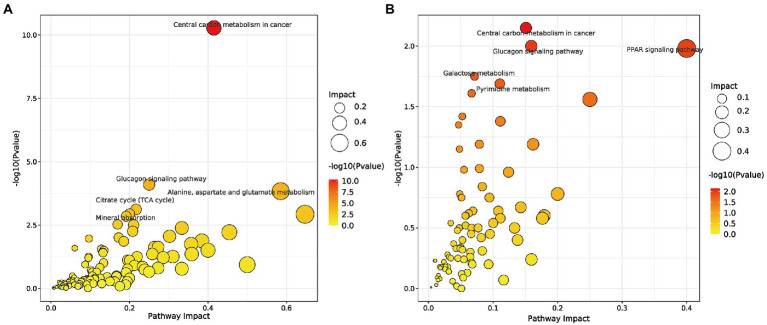 A
B
Central carbon metabolism in cancer
Glucagon signaling pathway
Alanine, aspartate and glutamate metabolism
Citrate cycle (TCA cycle)
Mineral absorption
10.0
7.5
5.0
2.5
0.0
-log10(Pvalue)
0.0
0.2
0.4
0.6
Pathway Impact
Impact
0.2
0.4
0.6
-log10(Pvalue)
10.0
7.5
5.0
2.5
0.0
Central carbon metabolism in cancer
Glucagon signaling pathway
PPAR signaling pathway
Galactose metabolism
Pyrimidine metabolism
2.0
1.5
1.0
0.5
0.0
-log10(Pvalue)
0.0
0.1
0.2
0.3
0.4
Pathway Impact
Impact
0.1
0.2
0.3
0.4
-log10(Pvalue)
2.0
1.5
1.0
0.5
0.0